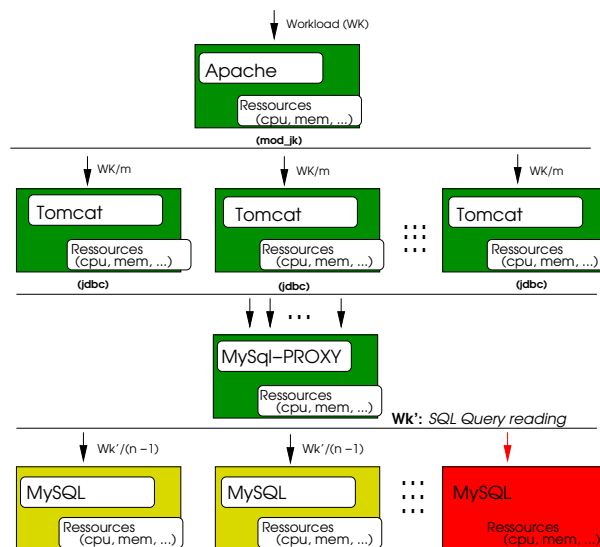 Workload (WK)
Apache
Ressources
(cpu, mem, ...)
(mod_jk)
WK/m WK/m WK/m
Tomcat Tomcat Tomcat
Ressources Ressources Ressources
(cpu, mem, ...) (cpu, mem, ...) (cpu, mem, ...)
(jdbc) (jdbc) (jdbc)
...
MySql-PROXY
Ressources
(cpu, mem, ...)
Wk': SQL Query reading
Wk'/(n-1) Wk'/(n-1)
MySQL MySQL MySQL
Ressources Ressources Ressources
(cpu, mem, ...) (cpu, mem, ...) (cpu, mem, ...)